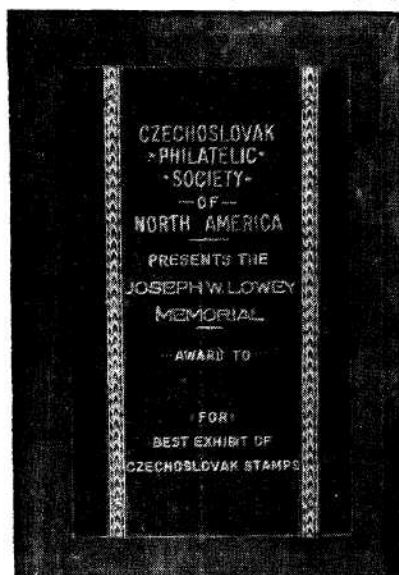 CZECHOSLOVAK
•PHILATELIC•
•SOCIETY•
—OF—
NORTH AMERICA
PRESENTS THE
JOSEPH W. LOWEY
MEMORIAL
AWARD TO
FOR
BEST EXHIBIT OF
CZECHOSLOVAK STAMPS